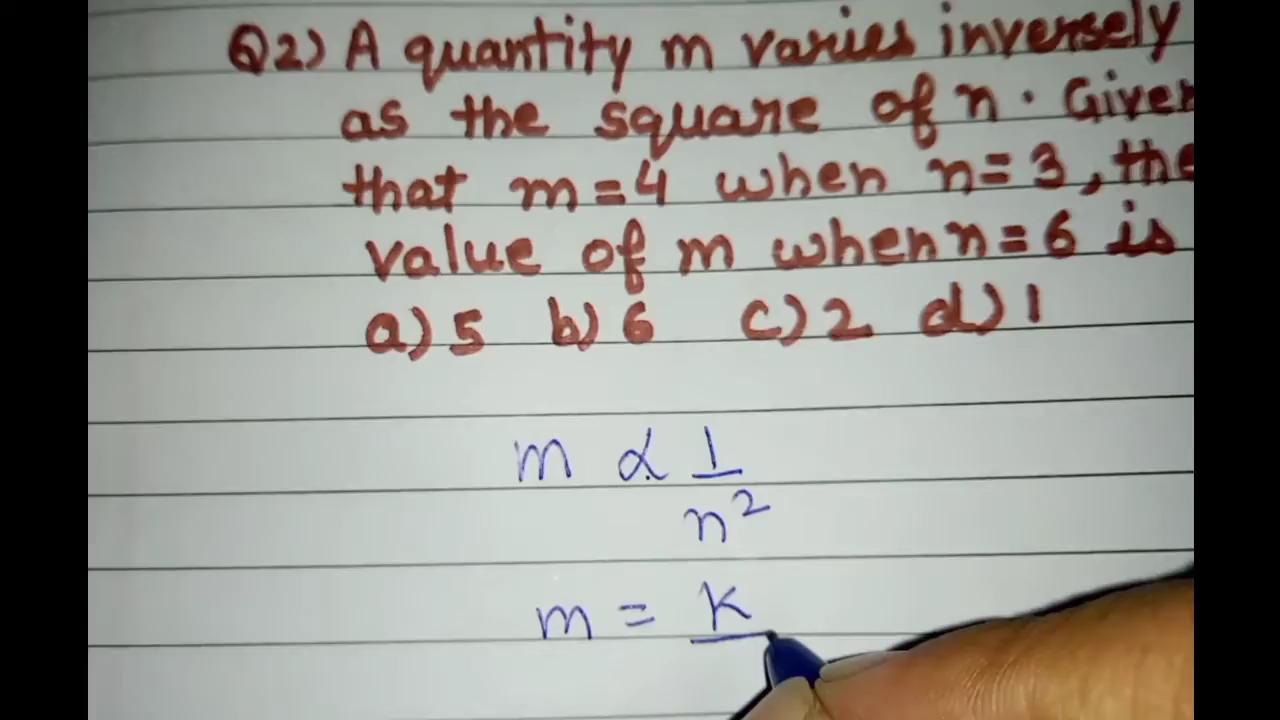 Q2) A quantity m varies inversely
as the square of n. Given
that m=4 when n=3, the
value of m when n=6 is
a) 5 b) 6 c) 2 d) 1
m ∝ 1/n²
m = K